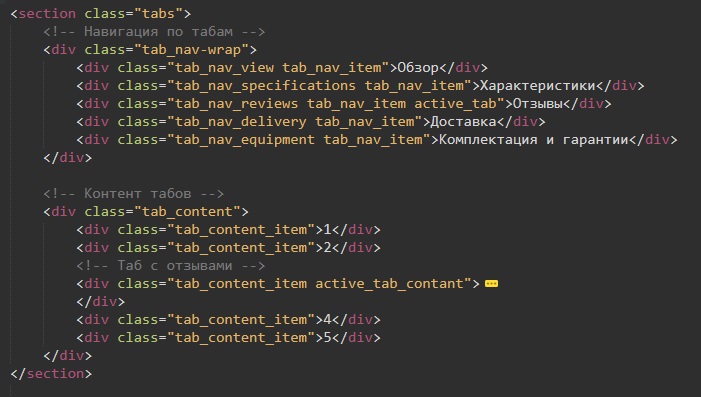 <section class="tabs">
<!-- Навигация по табам -->
<div class="tab_nav-wrap">
<div class="tab_nav_view tab_nav_item">Обзор</div>
<div class="tab_nav_specifications tab_nav_item">Характеристики</div>
<div class="tab_nav_reviews tab_nav_item active_tab">Отзывы</div>
<div class="tab_nav_delivery tab_nav_item">Доставка</div>
<div class="tab_nav_equipment tab_nav_item">Комплектация и гарантии</div>
</div>
<!-- Контент табов -->
<div class="tab_content">
<div class="tab_content_item">1</div>
<div class="tab_content_item">2</div>
<!-- Таб с отзывами -->
<div class="tab_content_item active_tab_contant">
</div>
<div class="tab_content_item">4</div>
<div class="tab_content_item">5</div>
</div>
</section>